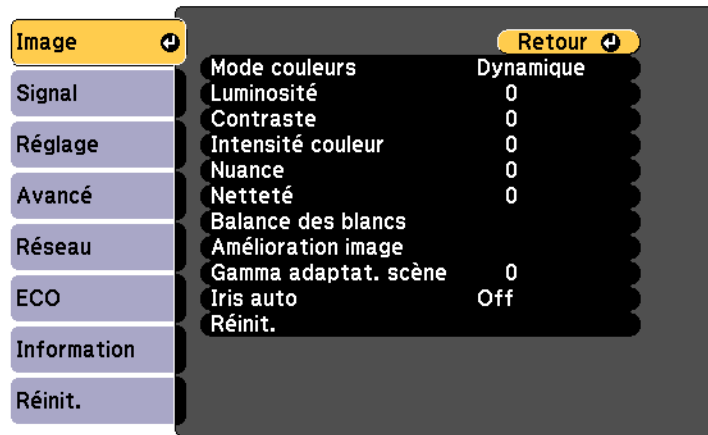 Image
Signal
Réglage
Avancé
Réseau
ECO
Information
Réinit.
Retour
Mode couleurs Dynamique
Luminosité 0
Contraste 0
Intensité couleur 0
Nuance 0
Netteté 0
Balance des blancs
Amélioration image
Gamma adaptat. scène 0
Iris auto Off
Réinit.